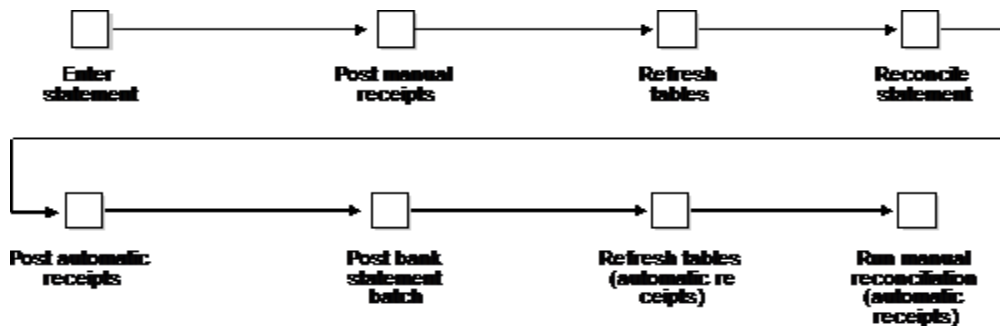 Enter
statement
Post manual
receipts
Refresh
tables
Reconcile
statement
Post automatic
receipts
Post bank
statement
batch
Refresh tables
(automatic re
ceipts)
Run manual
reconciliation
(automatic
receipts)